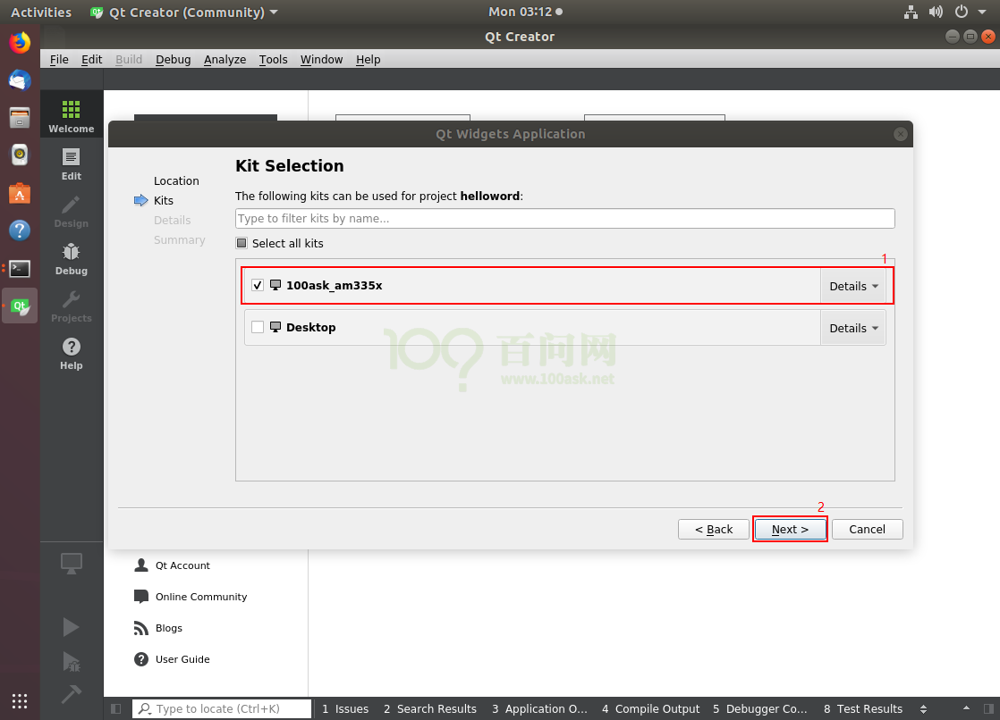 Activities Qt Creator (Community) Mon 03:12
Qt Creator
File Edit Build Debug Analyze Tools Window Help
Welcome
Edit
Design
Debug
Projects
Help
Qt Widgets Application
Location
Kits
Details
Summary
Kit Selection
The following kits can be used for project helloword:
Type to filter kits by name...
Select all kits
1
100ask_am335x Details
Desktop Details
百问网
www.100ask.net
2
< Back Next > Cancel
Qt Account
Online Community
Blogs
User Guide
Type to locate (Ctrl+K) 1 Issues 2 Search Results 3 Application O... 4 Compile Output 5 Debugger Co... 8 Test Results